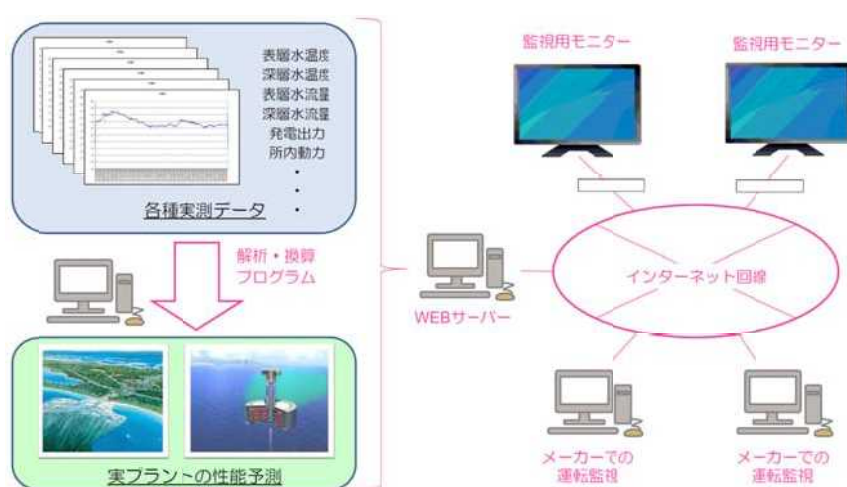 表層水温度
深層水温度
表層水流量
深層水流量
発電出力
所内動力
・
・
・
各種実測データ
解析・換算
プログラム
実プラントの性能予測
WEBサーバー
監視用モニター
監視用モニター
インターネット回線
メーカーでの
運転監視
メーカーでの
運転監視